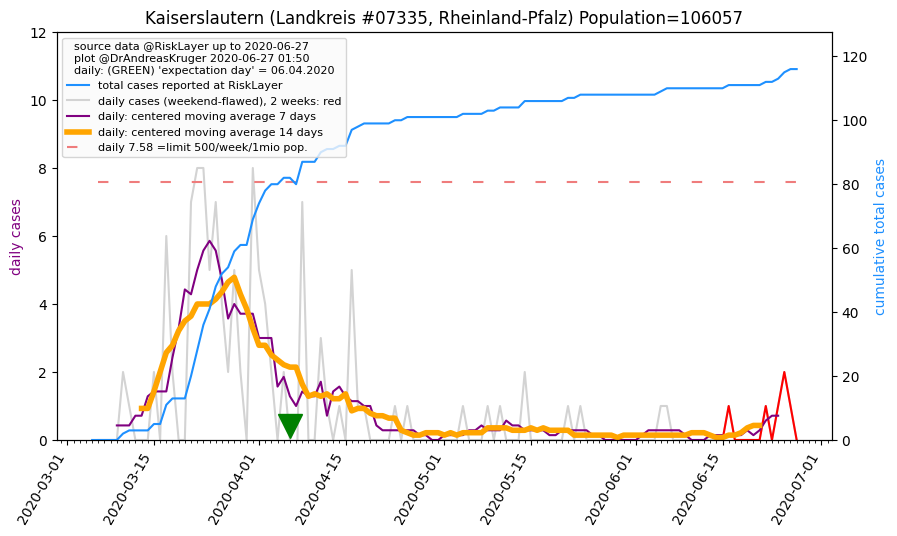 Kaiserslautern (Landkreis #07335, Rheinland-Pfalz) Population=106057
source data @RiskLayer up to 2020-06-27
plot @DrAndreasKruger 2020-06-27 01:50
daily: (GREEN) 'expectation day' = 06.04.2020
total cases reported at RiskLayer
daily cases (weekend-flawed), 2 weeks: red
daily: centered moving average 7 days
daily: centered moving average 14 days
daily 7.58 =limit 500/week/1mio pop.
daily cases
12
10
8
6
4
2
0
cumulative total cases
120
100
80
60
40
20
0
2020-03-01
2020-03-15
2020-04-01
2020-04-15
2020-05-01
2020-05-15
2020-06-01
2020-06-15
2020-07-01